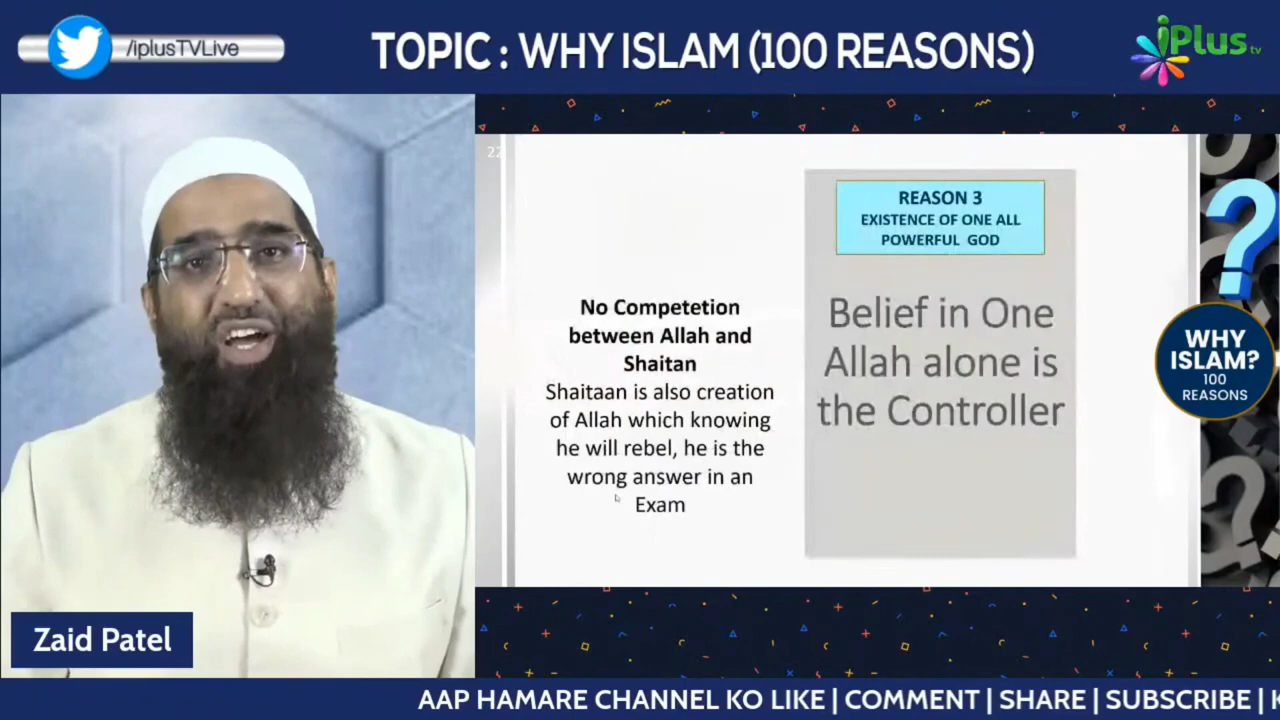 /iplusTVLive
TOPIC : WHY ISLAM (100 REASONS)
iPlus tv
22
REASON 3
EXISTENCE OF ONE ALL
POWERFUL GOD
No Competetion
between Allah and
Shaitan
Shaitaan is also creation
of Allah which knowing
he will rebel, he is the
wrong answer in an
Exam
Belief in One
Allah alone is
the Controller
WHY
ISLAM?
100
REASONS
Zaid Patel
AAP HAMARE CHANNEL KO LIKE | COMMENT | SHARE | SUBSCRIBE |